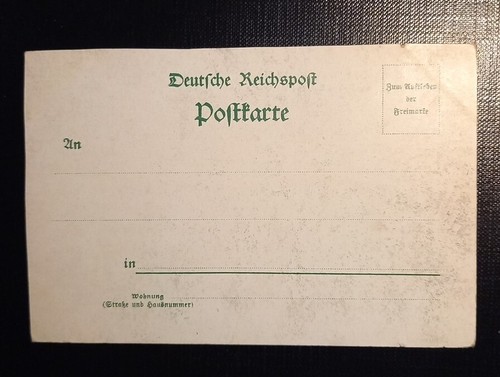 Deutsche Reichspost
Postkarte
Zum Aufkleben
der
Freimarke
An
in
Wohnung
(Straße und Hausnummer)